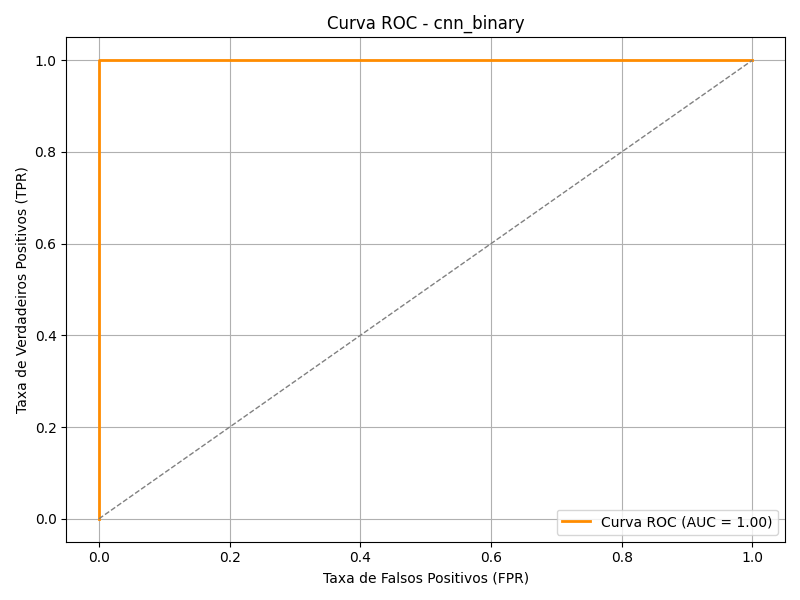 Curva ROC - cnn_binary
Taxa de Verdadeiros Positivos (TPR)
1.0
0.8
0.6
0.4
0.2
0.0
0.0 0.2 0.4 0.6 0.8 1.0
Curva ROC (AUC = 1.00)
Taxa de Falsos Positivos (FPR)